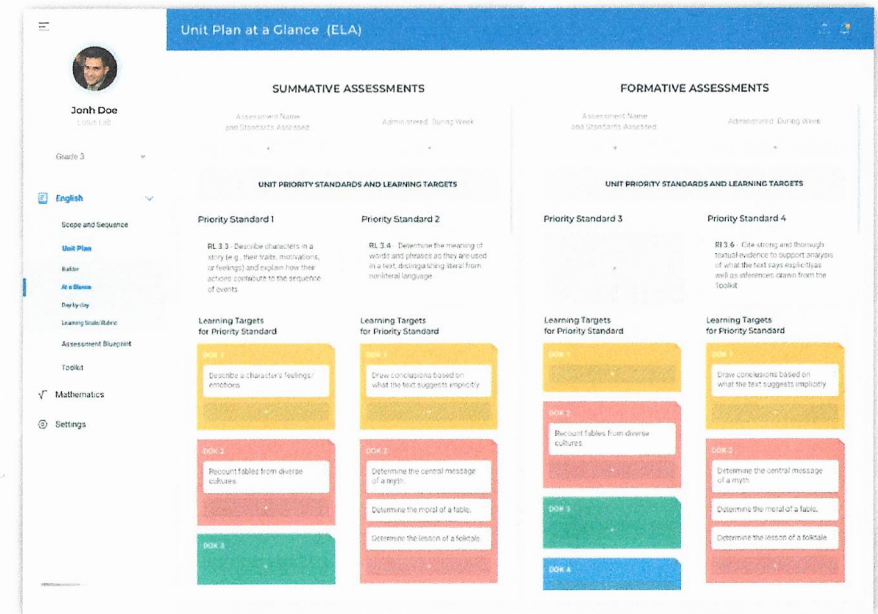 Unit Plan at a Glance (ELA)
Jonh Doe
Grade 3
English
Scope and Sequence
Unit Plan
Builder
At a Glance
Day-by-day
Learning Scale/Rubric
Assessment Blueprint
Toolkit
Mathematics
Settings
SUMMATIVE ASSESSMENTS
Assessment Name
and Standards Assessed
Administered: During Week
+
+
UNIT PRIORITY STANDARDS AND LEARNING TARGETS
Priority Standard 1
RL 3.3 - Describe characters in a
story (e.g., their traits, motivations,
or feelings) and explain how their
actions contribute to the sequence
of events
Priority Standard 2
RL 3.4 - Determine the meaning of
words and phrases as they are used
in a text, distinguishing literal from
nonliteral language
Learning Targets
for Priority Standard
DOK 1
Describe a character's feelings/
emotions
+
DOK 2
Recount fables from diverse
cultures
+
DOK 3
+
Learning Targets
for Priority Standard
DOK 1
Draw conclusions based on
what the text suggests implicitly
+
DOK 2
Determine the central message
of a myth.
Determine the moral of a fable.
Determine the lesson of a folktale.
+
FORMATIVE ASSESSMENTS
Assessment Name
and Standards Assessed
Administered: During Week
+
+
UNIT PRIORITY STANDARDS AND LEARNING TARGETS
Priority Standard 3
+
Priority Standard 4
RI 3.6 - Cite strong and thorough
textual evidence to support analysis
of what the text says explicitlyas
well as inferences drawn from the
Toolkit
Learning Targets
for Priority Standard
DOK 1
+
DOK 2
Recount fables from diverse
cultures
+
DOK 3
+
DOK 4
Learning Targets
for Priority Standard
DOK 1
Draw conclusions based on
what the text suggests implicitly
+
DOK 2
Determine the central message
of a myth
Determine the moral of a fable.
Determine the lesson of a folktale
+